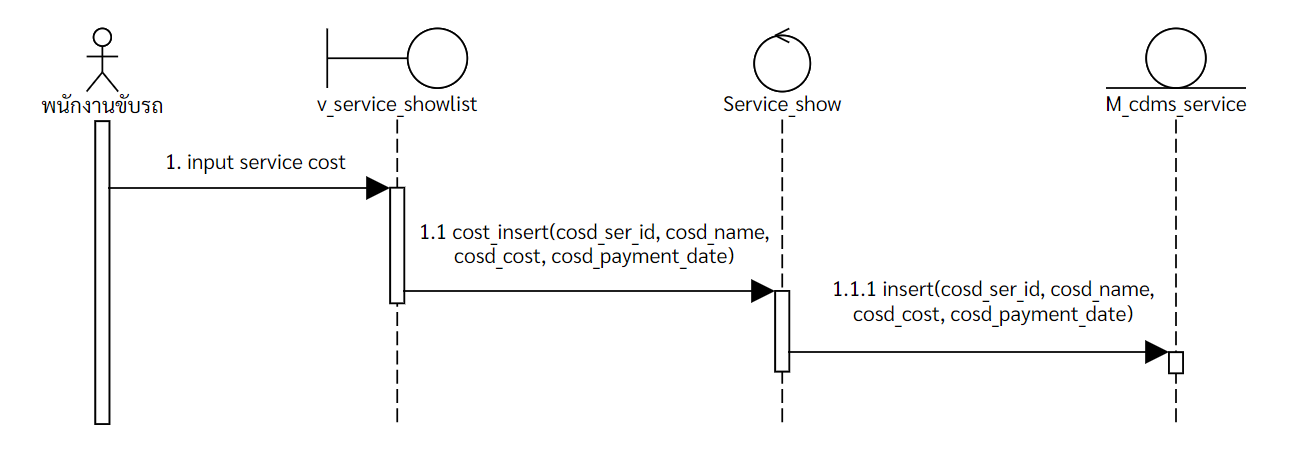 พนักงานขับรถ
v_service_showlist
Service_show
M_cdms_service
1. input service cost
1.1 cost_insert(cosd_ser_id, cosd_name,
cosd_cost, cosd_payment_date)
1.1.1 insert(cosd_ser_id, cosd_name,
cosd_cost, cosd_payment_date)